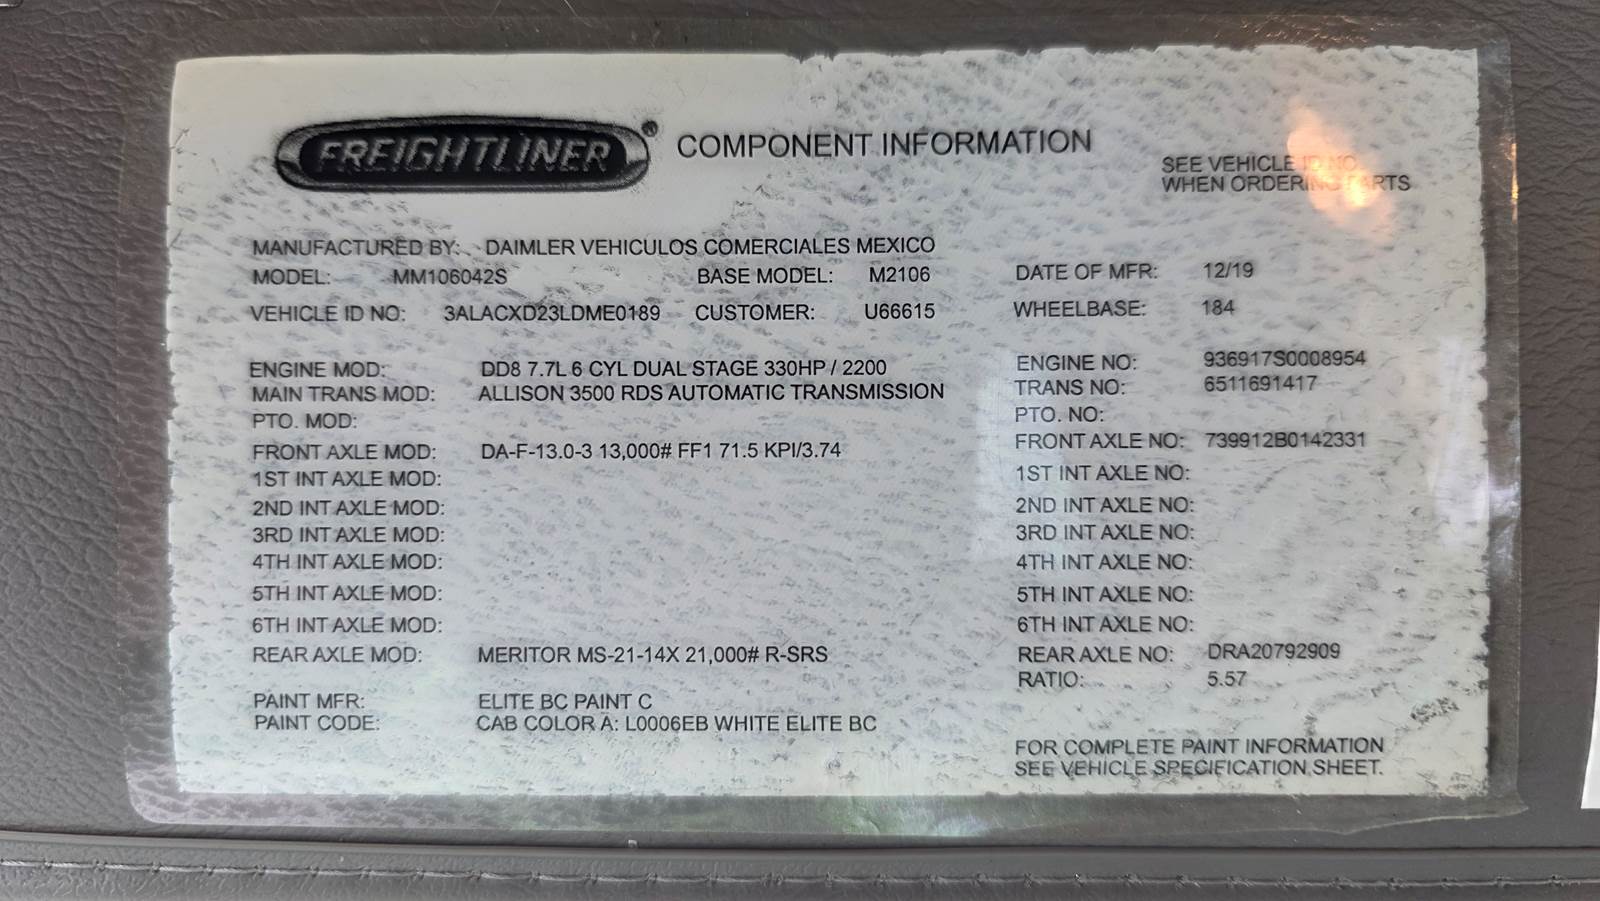 FREIGHTLINER ® COMPONENT INFORMATION
SEE VEHICLE ID NO.
WHEN ORDERING PARTS
MANUFACTURED BY: DAIMLER VEHICULOS COMERCIALES MEXICO
MODEL: MM106042S BASE MODEL: M2106 DATE OF MFR: 12/19
VEHICLE ID NO: 3ALACXD23LDME0189 CUSTOMER: U66615 WHEELBASE: 184
ENGINE MOD: DD8 7.7L 6 CYL DUAL STAGE 330HP / 2200 ENGINE NO: 936917S0008954
MAIN TRANS MOD: ALLISON 3500 RDS AUTOMATIC TRANSMISSION TRANS NO: 6511691417
PTO. MOD: PTO. NO:
FRONT AXLE MOD: DA-F-13.0-3 13,000# FF1 71.5 KPI/3.74 FRONT AXLE NO: 739912B0142331
1ST INT AXLE MOD: 1ST INT AXLE NO:
2ND INT AXLE MOD: 2ND INT AXLE NO:
3RD INT AXLE MOD: 3RD INT AXLE NO:
4TH INT AXLE MOD: 4TH INT AXLE NO:
5TH INT AXLE MOD: 5TH INT AXLE NO:
6TH INT AXLE MOD: 6TH INT AXLE NO:
REAR AXLE MOD: MERITOR MS-21-14X 21,000# R-SRS REAR AXLE NO: DRA20792909
RATIO: 5.57
PAINT MFR: ELITE BC PAINT C
PAINT CODE: CAB COLOR A: L0006EB WHITE ELITE BC
FOR COMPLETE PAINT INFORMATION
SEE VEHICLE SPECIFICATION SHEET.